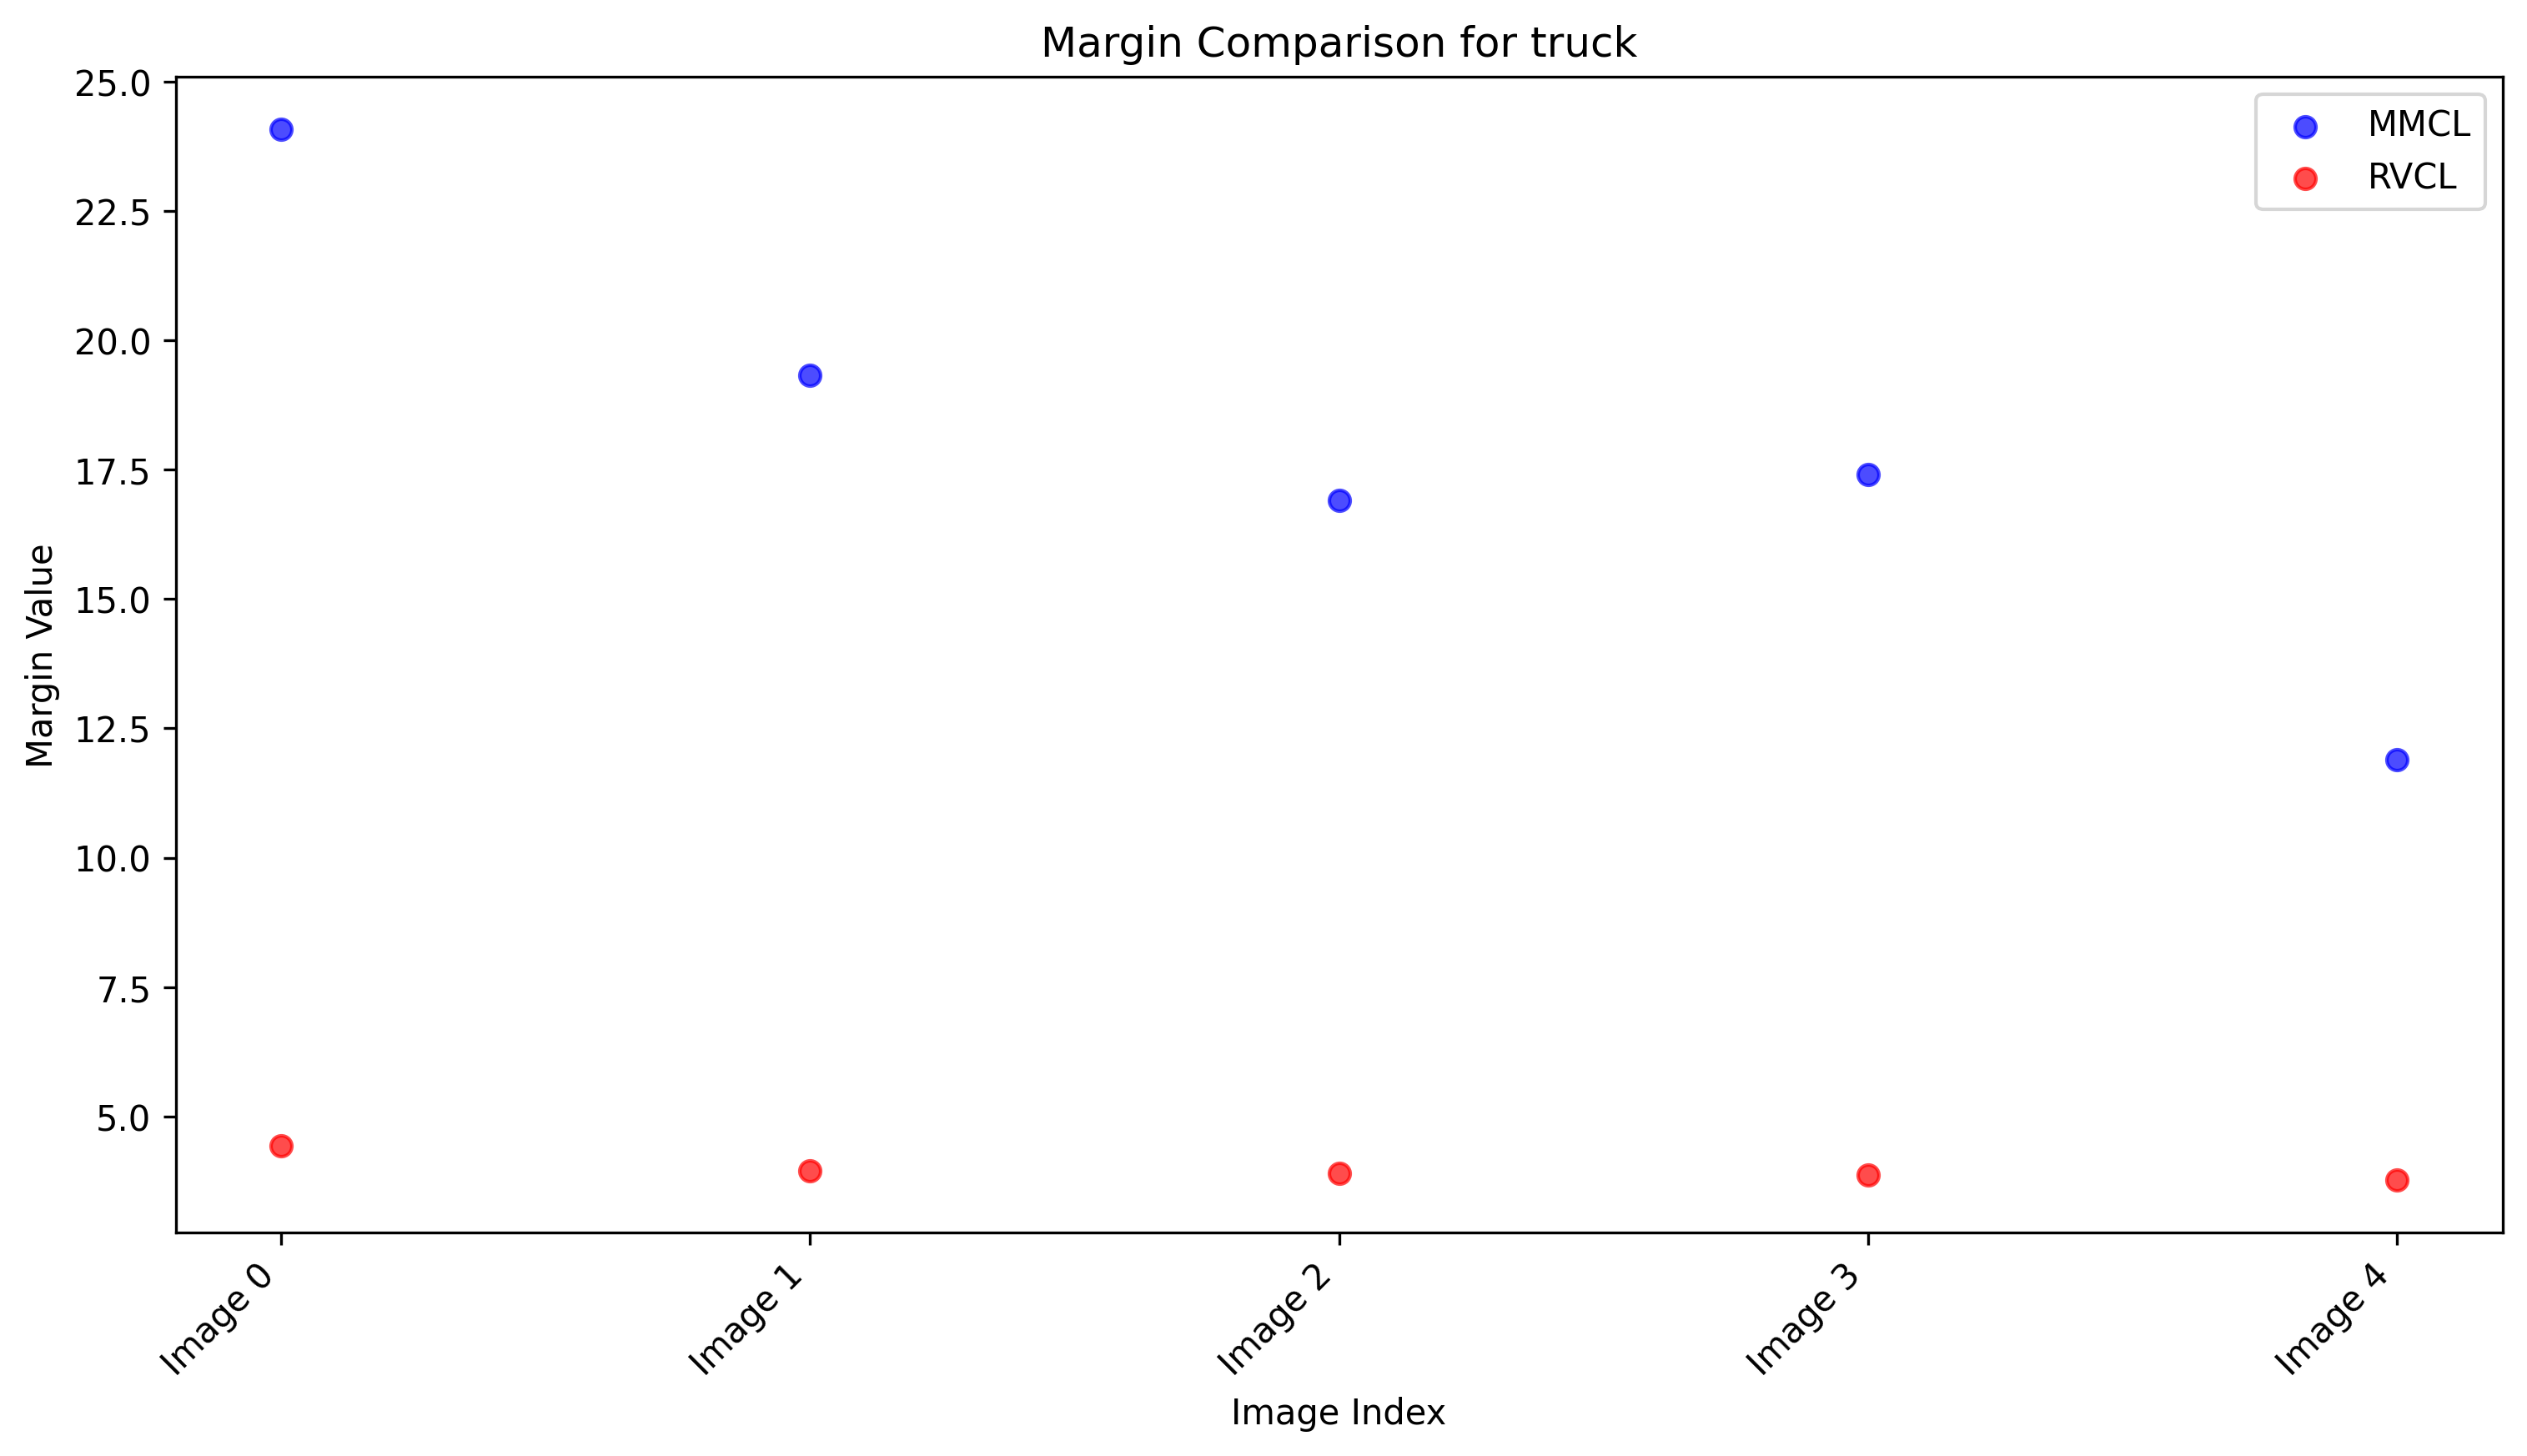 Margin Comparison for truck
25.0
22.5
20.0
17.5
15.0
12.5
10.0
7.5
5.0
Margin Value
MMCL
RVCL
Image 0
Image 1
Image 2
Image 3
Image 4
Image Index